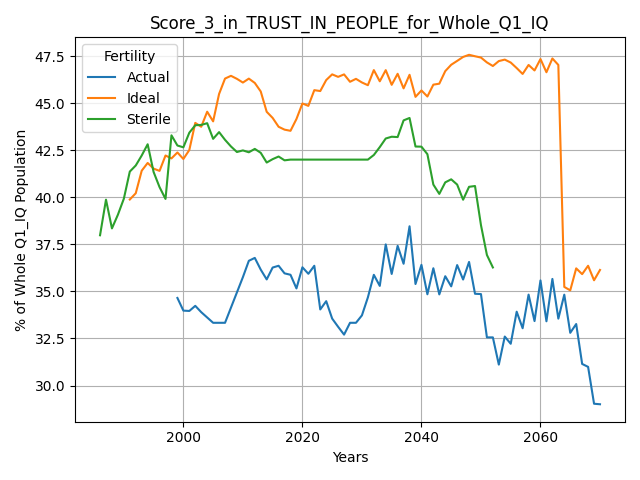 Score_3_in_TRUST_IN_PEOPLE_for_Whole_Q1_IQ
Fertility
Actual
Ideal
Sterile
% of Whole Q1_IQ Population
47.5
45.0
42.5
40.0
37.5
35.0
32.5
30.0
2000
2020
2040
2060
Years